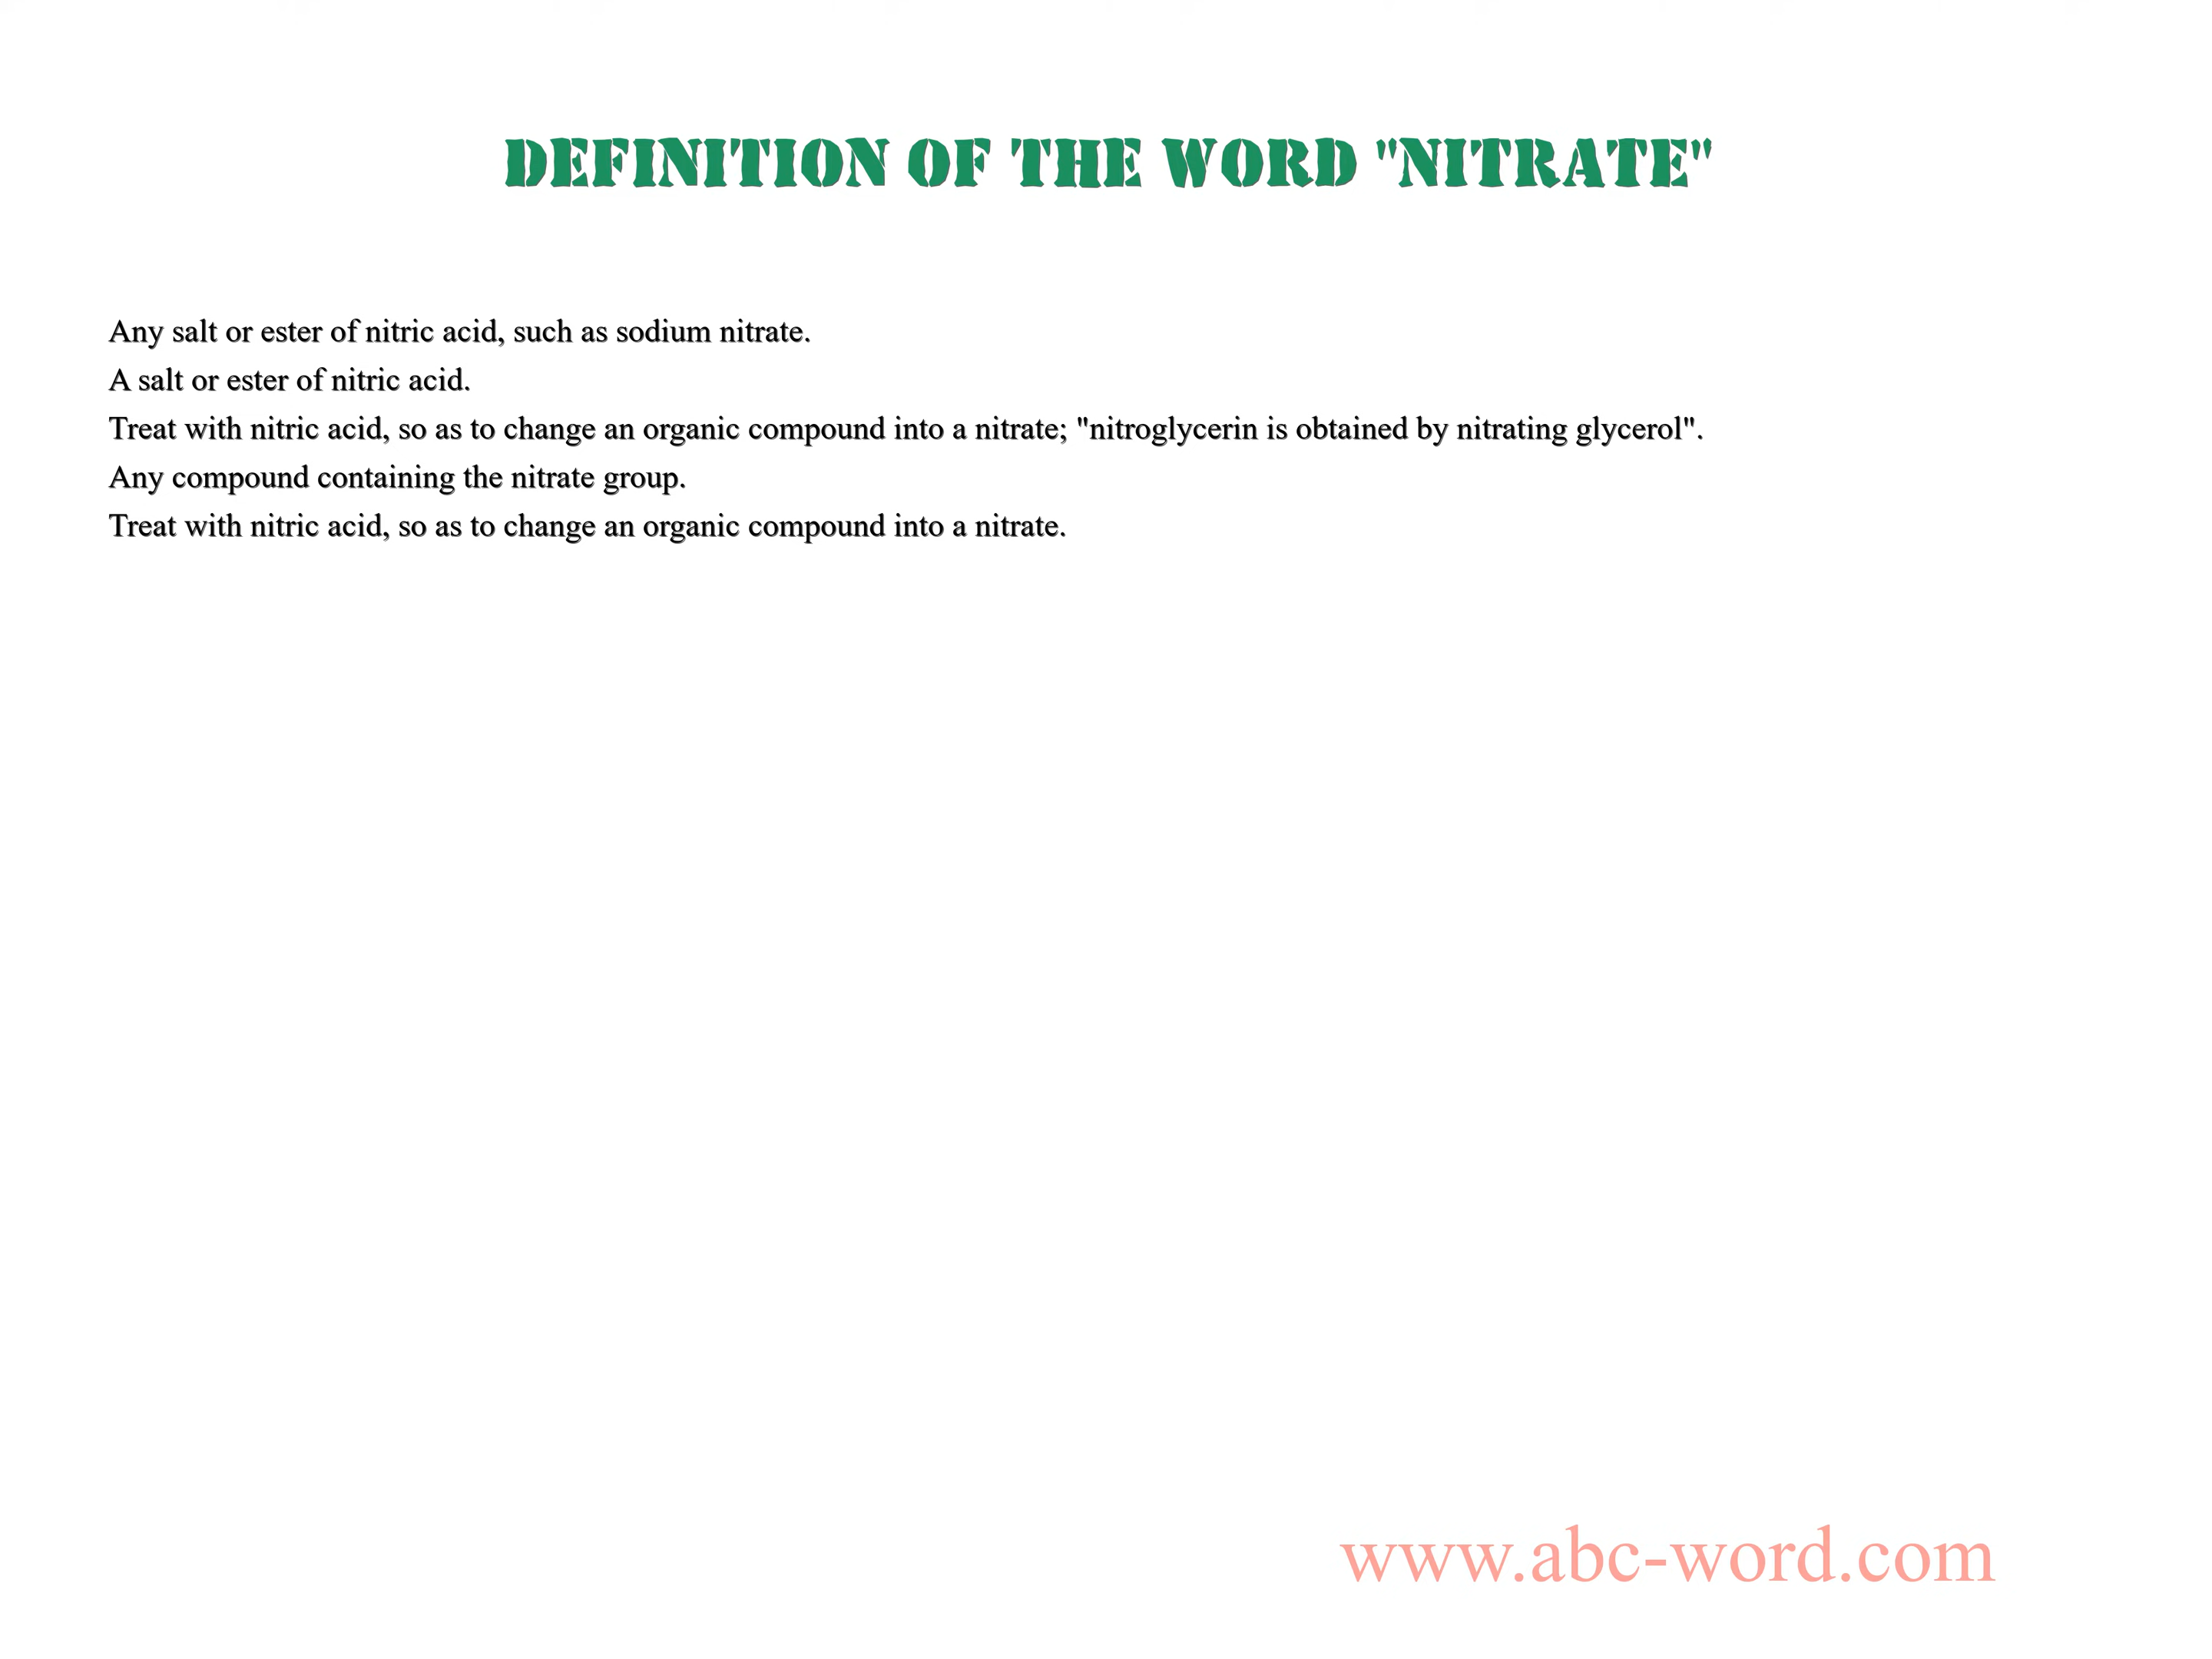 DEFINITION OF THE WORD "NITRATE"
Any salt or ester of nitric acid, such as sodium nitrate.
A salt or ester of nitric acid.
Treat with nitric acid, so as to change an organic compound into a nitrate; "nitroglycerin is obtained by nitrating glycerol".
Any compound containing the nitrate group.
Treat with nitric acid, so as to change an organic compound into a nitrate.
www.abc-word.com